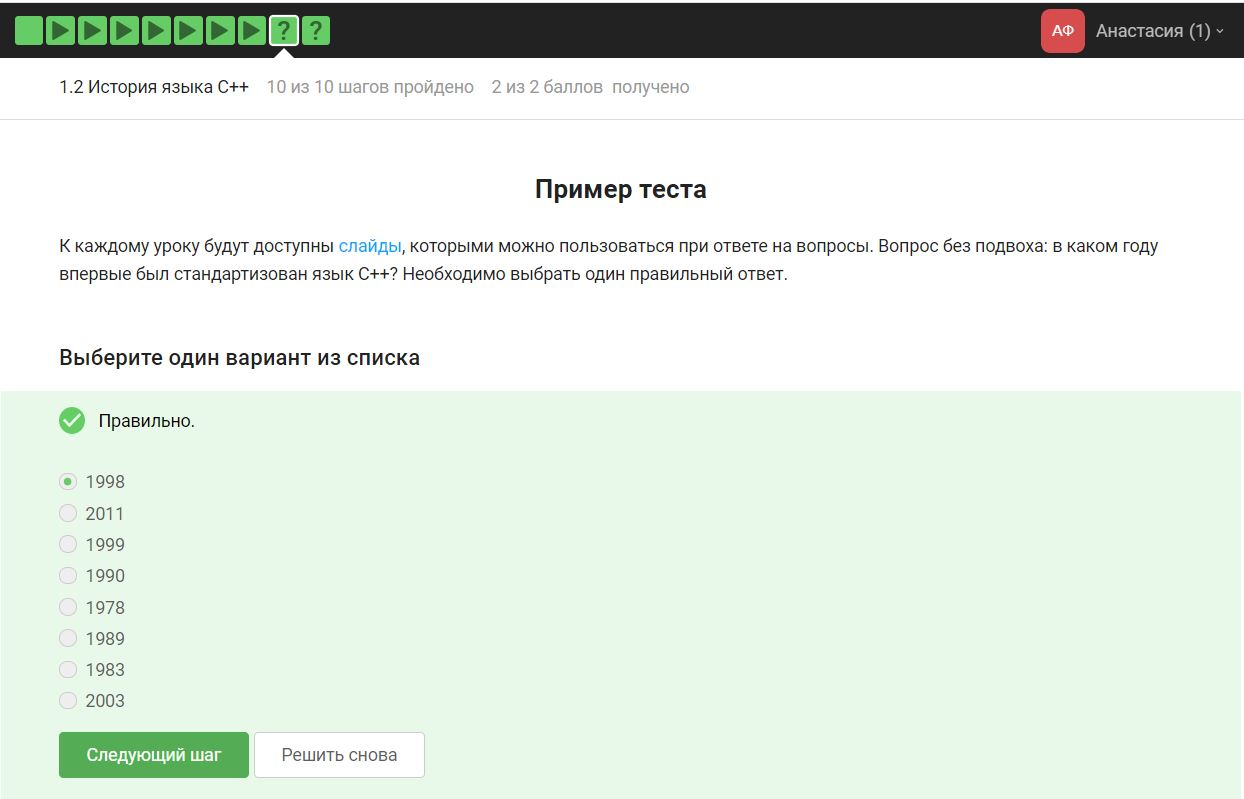 ? ?
АФ Анастасия (1)
1.2 История языка C++ 10 из 10 шагов пройдено 2 из 2 баллов получено
Пример теста
К каждому уроку будут доступны слайды, которыми можно пользоваться при ответе на вопросы. Вопрос без подвоха: в каком году
впервые был стандартизован язык C++? Необходимо выбрать один правильный ответ.
Выберите один вариант из списка
Правильно.
1998
2011
1999
1990
1978
1989
1983
2003
Следующий шаг Решить снова